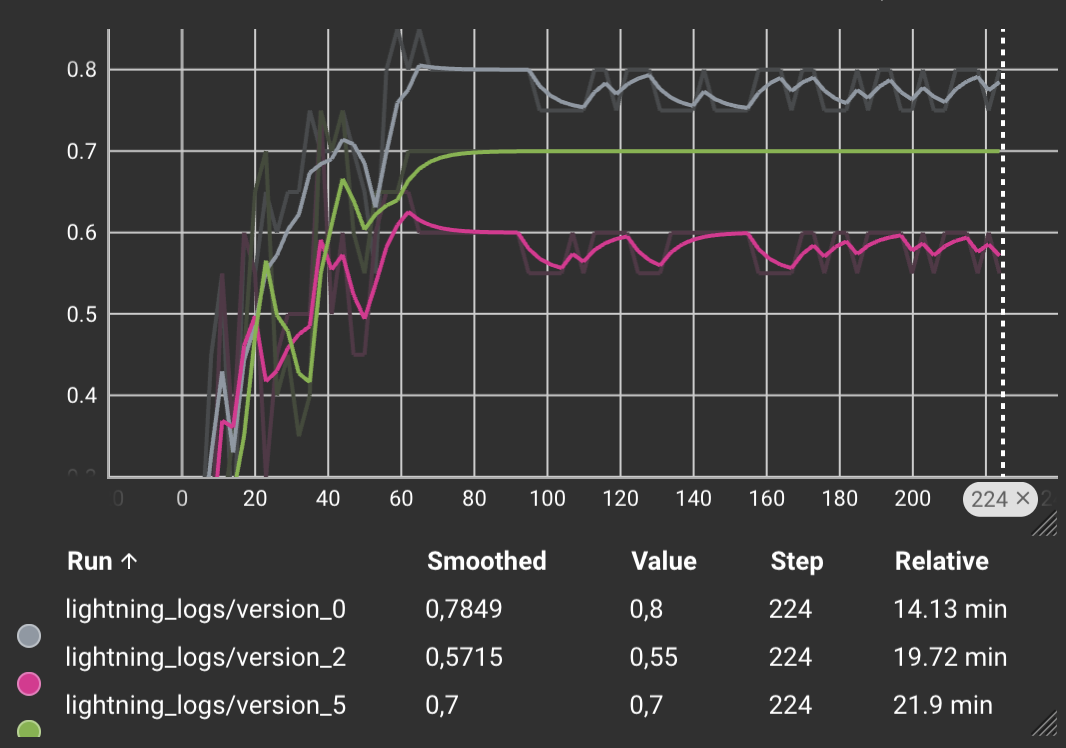 0.8
0.7
0.6
0.5
0.4
0 0 20 40 60 80 100 120 140 160 180 200 224 ×
Run ↑ Smoothed Value Step Relative
lightning_logs/version_0 0,7849 0,8 224 14.13 min
lightning_logs/version_2 0,5715 0,55 224 19.72 min
lightning_logs/version_5 0,7 0,7 224 21.9 min